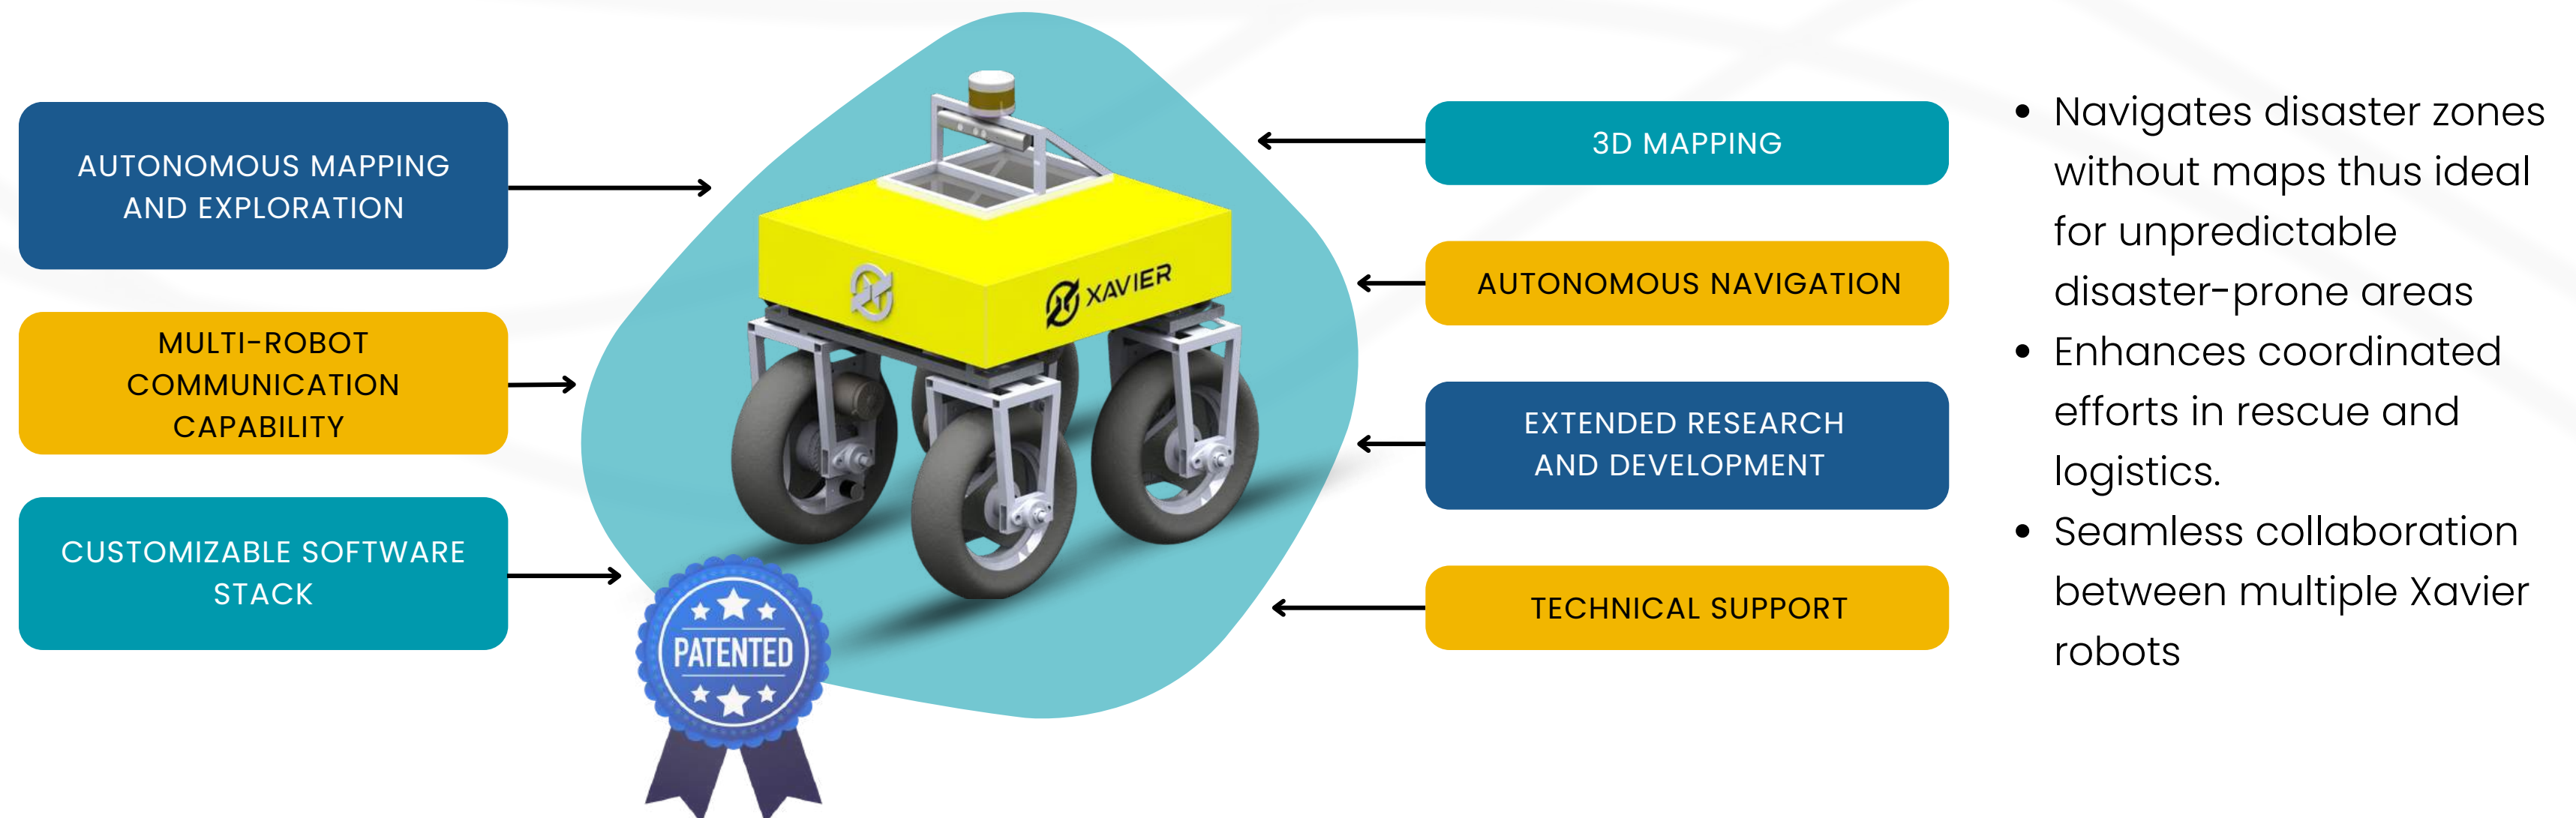 AUTONOMOUS MAPPING
AND EXPLORATION
MULTI-ROBOT
COMMUNICATION
CAPABILITY
CUSTOMIZABLE SOFTWARE
STACK
XAVIER
PATENTED
3D MAPPING
AUTONOMOUS NAVIGATION
EXTENDED RESEARCH
AND DEVELOPMENT
TECHNICAL SUPPORT
• Navigates disaster zones
without maps thus ideal
for unpredictable
disaster-prone areas
• Enhances coordinated
efforts in rescue and
logistics.
• Seamless collaboration
between multiple Xavier
robots